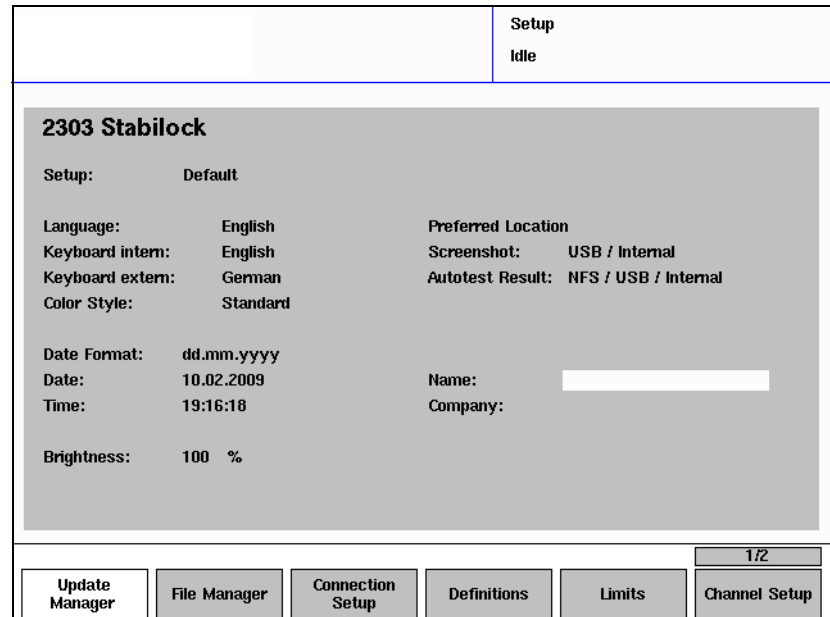 Setup
Idle
2303 Stabilock
Setup: Default
Language: English
Keyboard intern: English
Keyboard extern: German
Color Style: Standard
Preferred Location
Screenshot: USB / Internal
Autotest Result: NFS / USB / Internal
Date Format: dd.mm.yyyy
Date: 10.02.2009
Time: 19:16:18
Name:
Company:
Brightness: 100 %
1/2
Update
Manager
File Manager
Connection
Setup
Definitions
Limits
Channel Setup